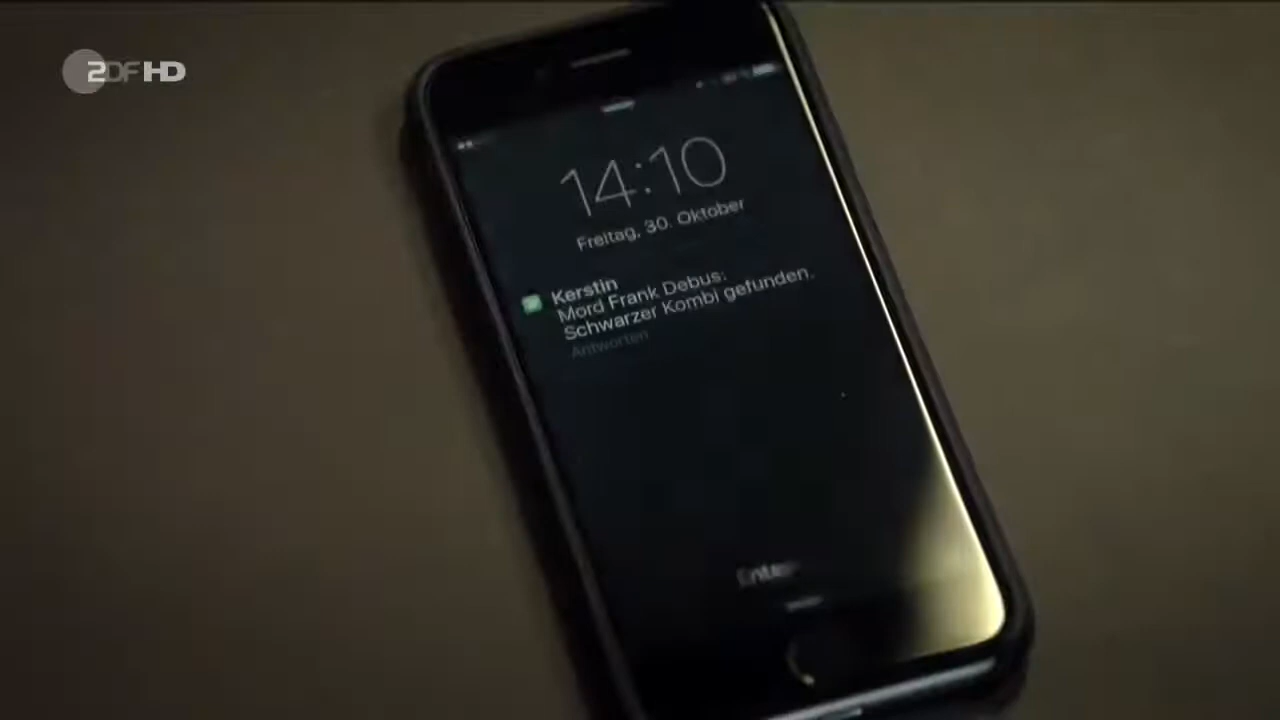 ZDF HD
14:10
Freitag, 30. Oktober
Kerstin
Mord Frank Debus:
Schwarzer Kombi gefunden.
Antworten